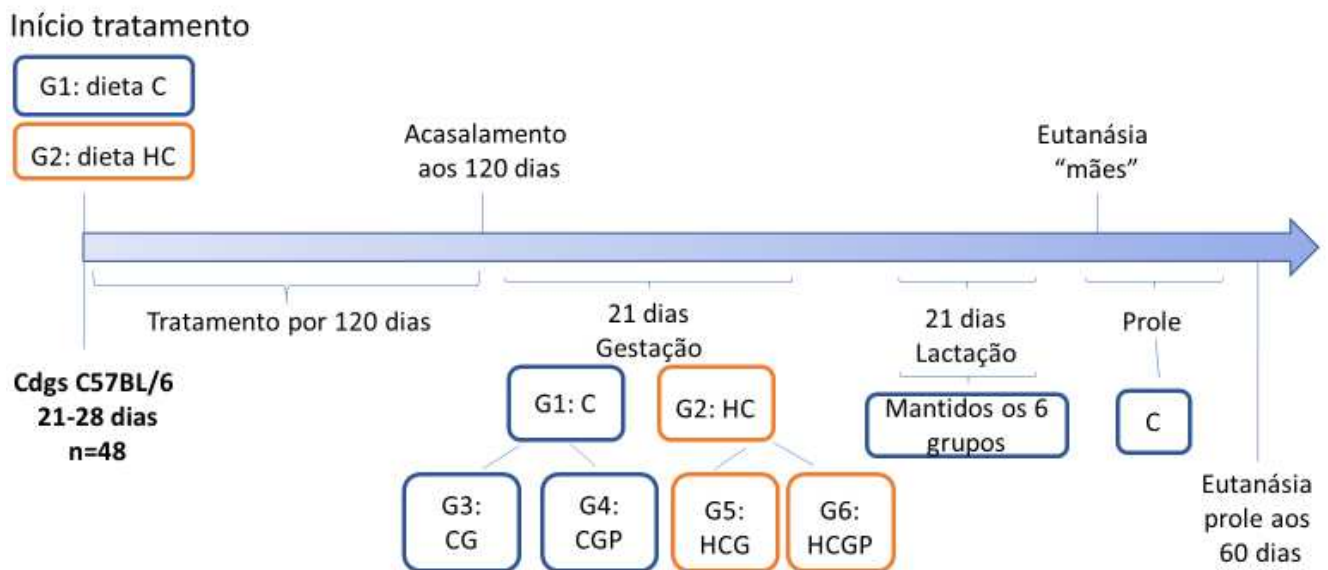 Início tratamento
G1: dieta C
G2: dieta HC
Acasalamento
aos 120 dias
Eutanásia
“mães”
Tratamento por 120 dias
21 dias
Gestação
21 dias
Lactação
Prole
Cdgs C57BL/6
21-28 dias
n=48
G1: C
G2: HC
Mantidos os 6
grupos
C
G3:
CG
G4:
CGP
G5:
HCG
G6:
HCGP
Eutanásia
prole aos
60 dias